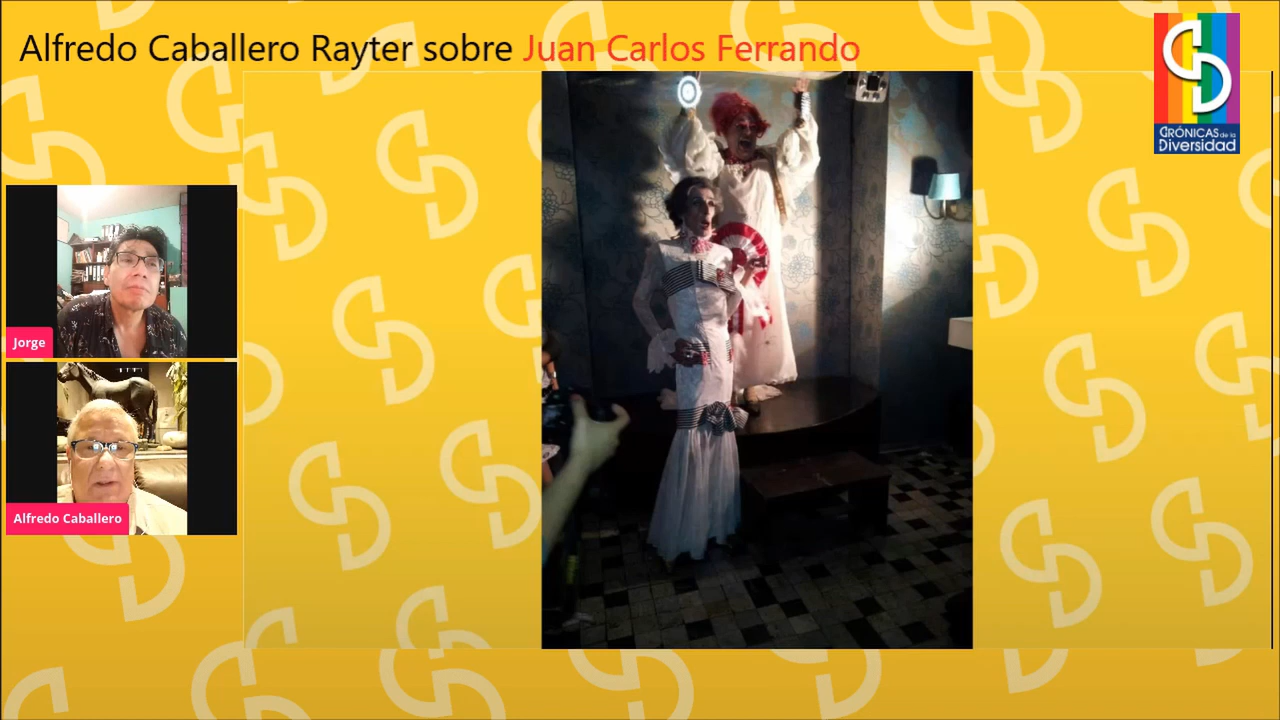 Alfredo Caballero Rayter sobre Juan Carlos Ferrando
CRÓNICAS de la
Diversidad
Jorge
Alfredo Caballero